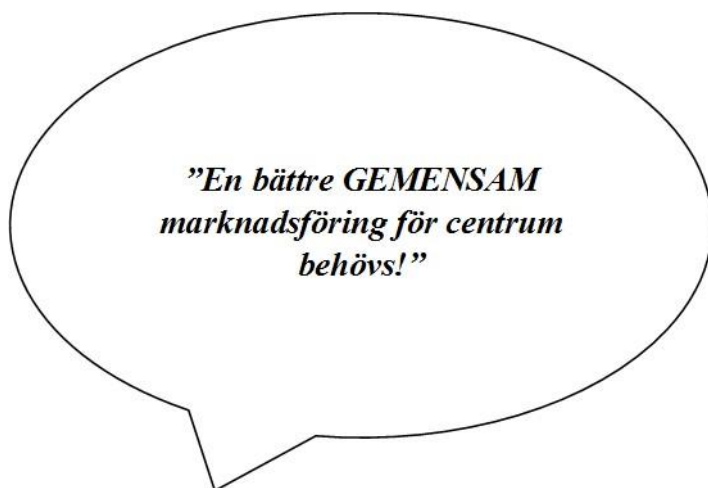 ”En bättre GEMENSAM
marknadsföring för centrum
behövs!”